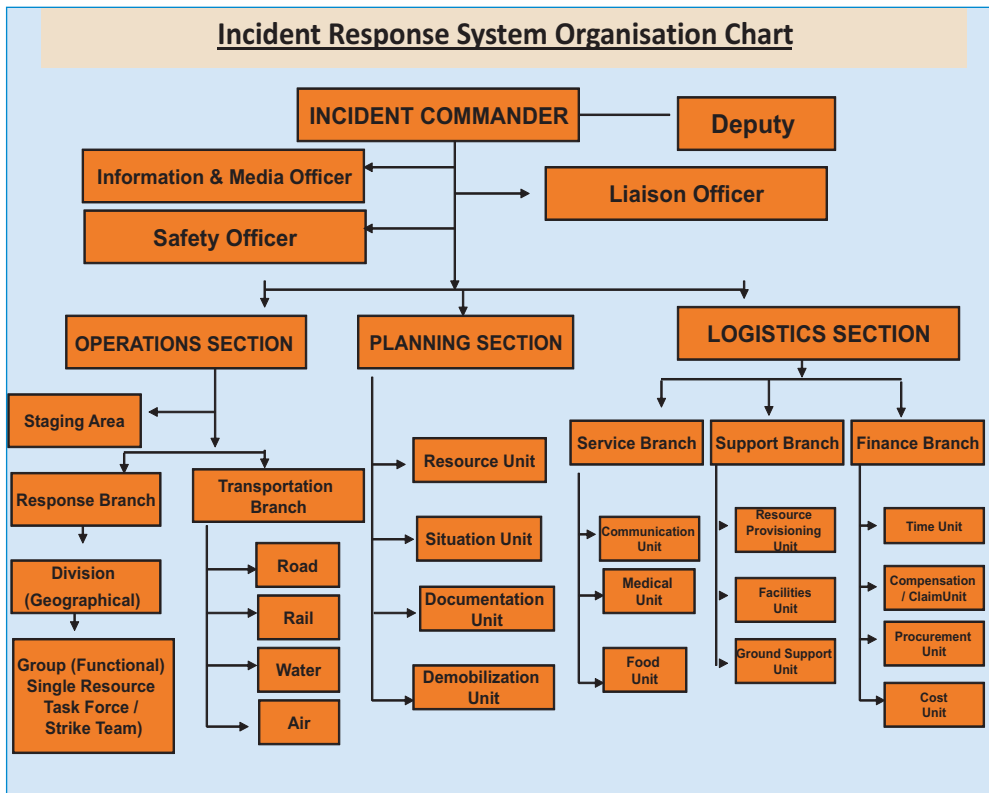 Incident Response System Organisation Chart
INCIDENT COMMANDER
Deputy
Information & Media Officer
Liaison Officer
Safety Officer
OPERATIONS SECTION
PLANNING SECTION
LOGISTICS SECTION
Staging Area
Response Branch
Transportation
Branch
Division
(Geographical)
Group (Functional)
Single Resource
Task Force /
Strike Team)
Road
Rail
Water
Air
Resource Unit
Situation Unit
Documentation
Unit
Demobilization
Unit
Service Branch
Support Branch
Finance Branch
Communication
Unit
Medical
Unit
Food
Unit
Resource
Provisioning
Unit
Facilities
Unit
Ground Support
Unit
Time Unit
Compensation
/ ClaimUnit
Procurement
Unit
Cost
Unit